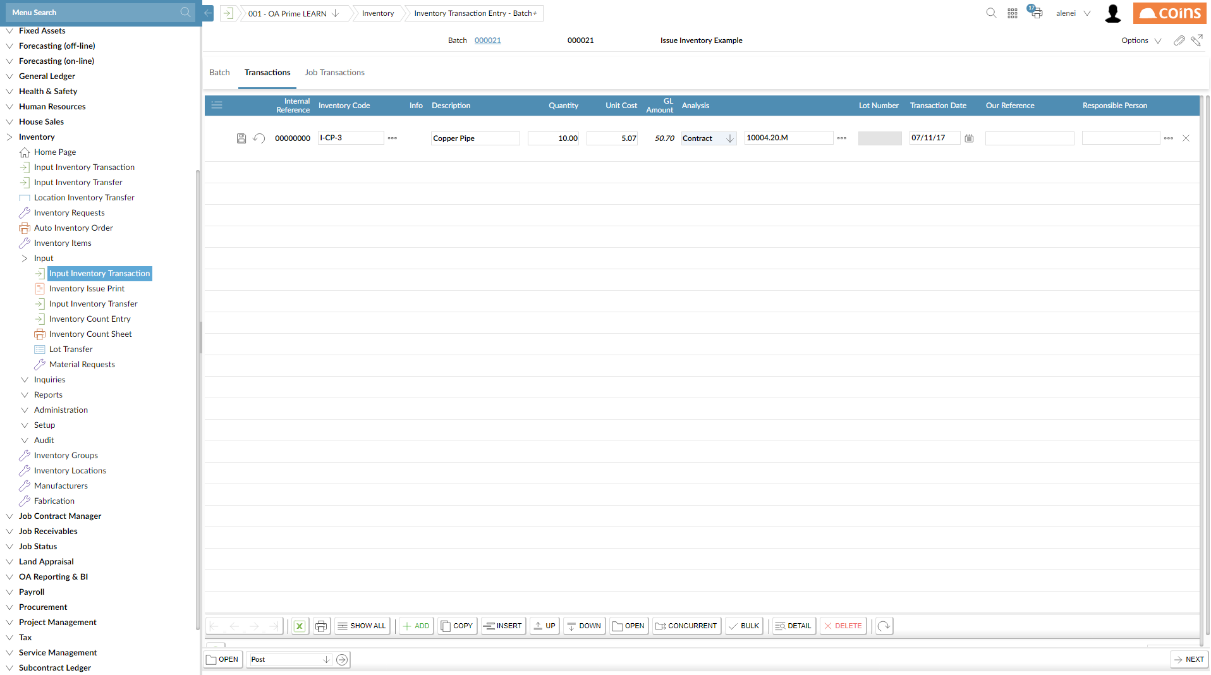 Menu Search
Fixed Assets
Forecasting (off-line)
Forecasting (on-line)
General Ledger
Health & Safety
Human Resources
House Sales
Inventory
Home Page
Input Inventory Transaction
Input Inventory Transfer
Location Inventory Transfer
Inventory Requests
Auto Inventory Order
Inventory Items
Input
Input Inventory Transaction
Inventory Issue Print
Input Inventory Transfer
Inventory Count Entry
Inventory Count Sheet
Lot Transfer
Material Requests
Inquiries
Reports
Administration
Setup
Audit
Inventory Groups
Inventory Locations
Manufacturers
Fabrication
Job Contract Manager
Job Receivables
Job Status
Land Appraisal
OA Reporting & BI
Payroll
Procurement
Project Management
Tax
Service Management
Subcontract Ledger
001 - OA Prime LEARN Inventory Inventory Transaction Entry - Batch
alenei coins
Batch 000021 000021 Issue Inventory Example Options
Batch Transactions Job Transactions
Internal Reference Inventory Code Info Description Quantity Unit Cost GL Amount Analysis Lot Number Transaction Date Our Reference Responsible Person
00000000 I-CP-3 Copper Pipe 10.00 5.07 50.70 Contract 10004.20.M 07/11/17
SHOW ALL ADD COPY INSERT UP DOWN OPEN CONCURRENT BULK DETAIL DELETE
OPEN Post NEXT